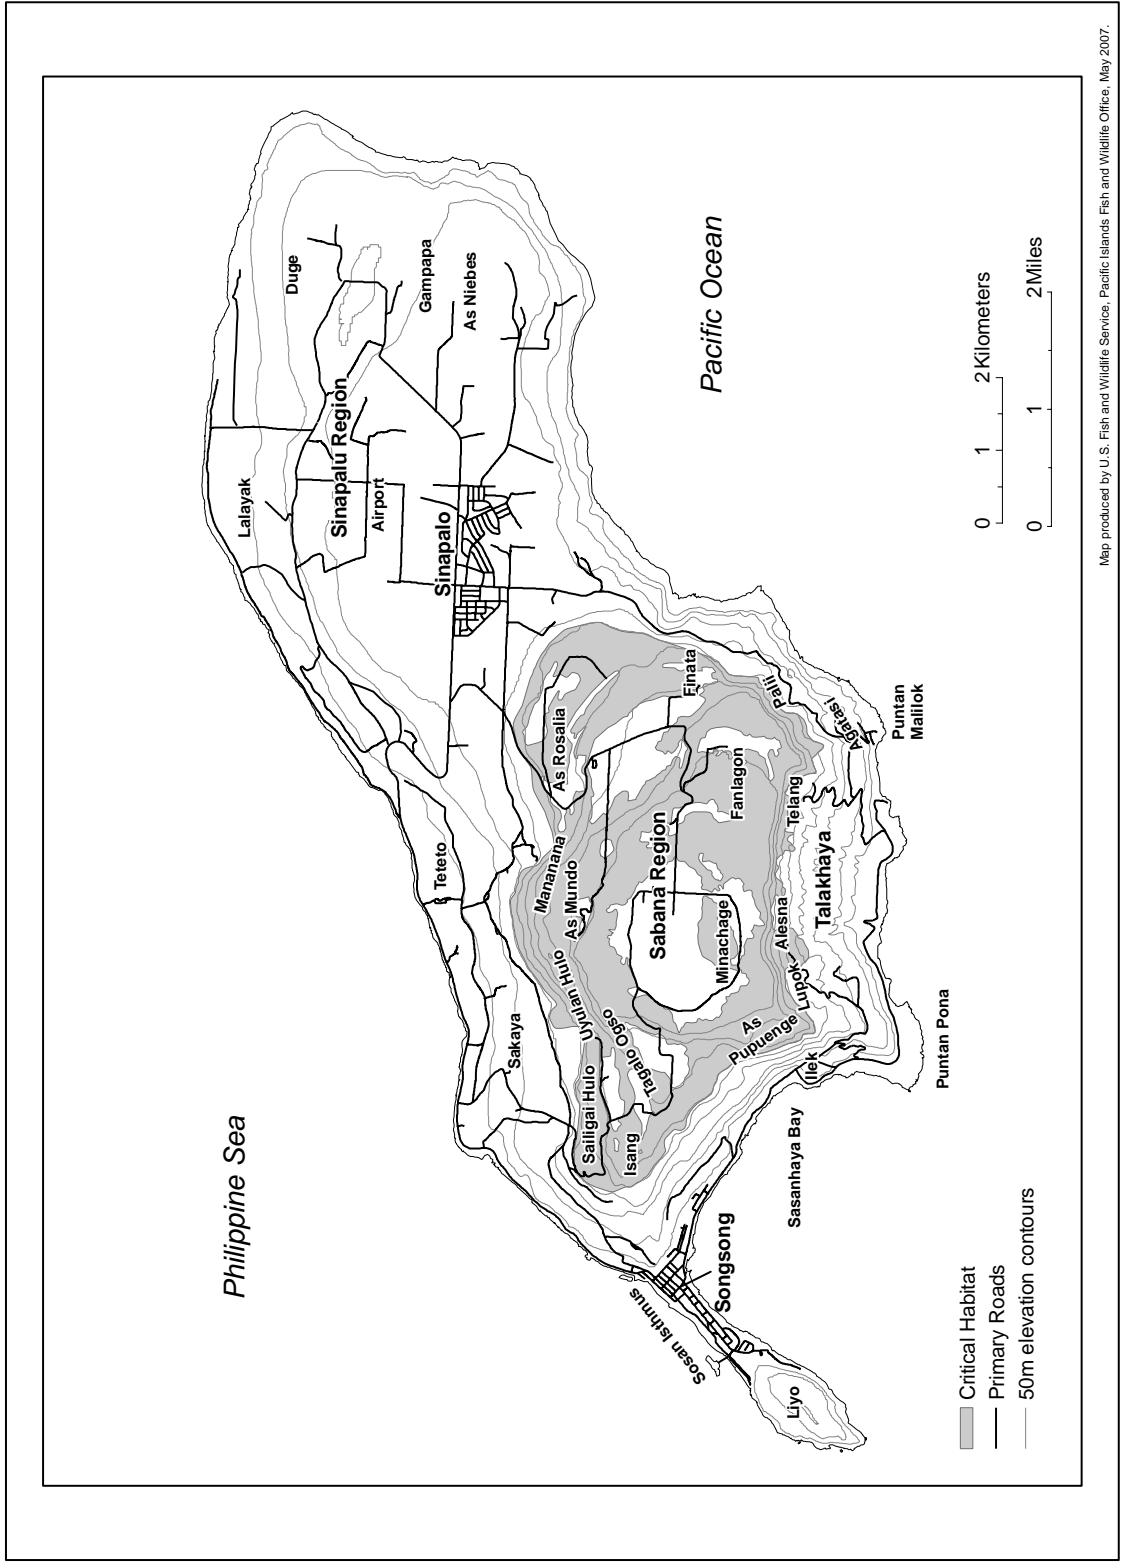 Philippine Sea
Lalayak
Duge
Sinapalu Region
Airport
Gampapa
As Niebes
Sinapalo
Teteto
Sakaya
Pacific Ocean
Mananana
As Rosalia
As Mundo
Uyulan Hulo
Sailigai Hulo
Tagalo Ogso
Isang
Finata
Sabana Region
Fanlagon
Minachage
Palii
Agatasi
Telang
Alesna
Talakhaya
Lupok
As
Pupuenge
Ilek
Puntan
Malilok
Puntan Pona
Sasanhaya Bay
Songsong
Sosan Isthmus
Liyo
Critical Habitat
Primary Roads
50m elevation contours
0 1 2 Kilometers
0 1 2 Miles
Map produced by U.S. Fish and Wildlife Service, Pacific Islands Fish and Wildlife Office, May 2007.